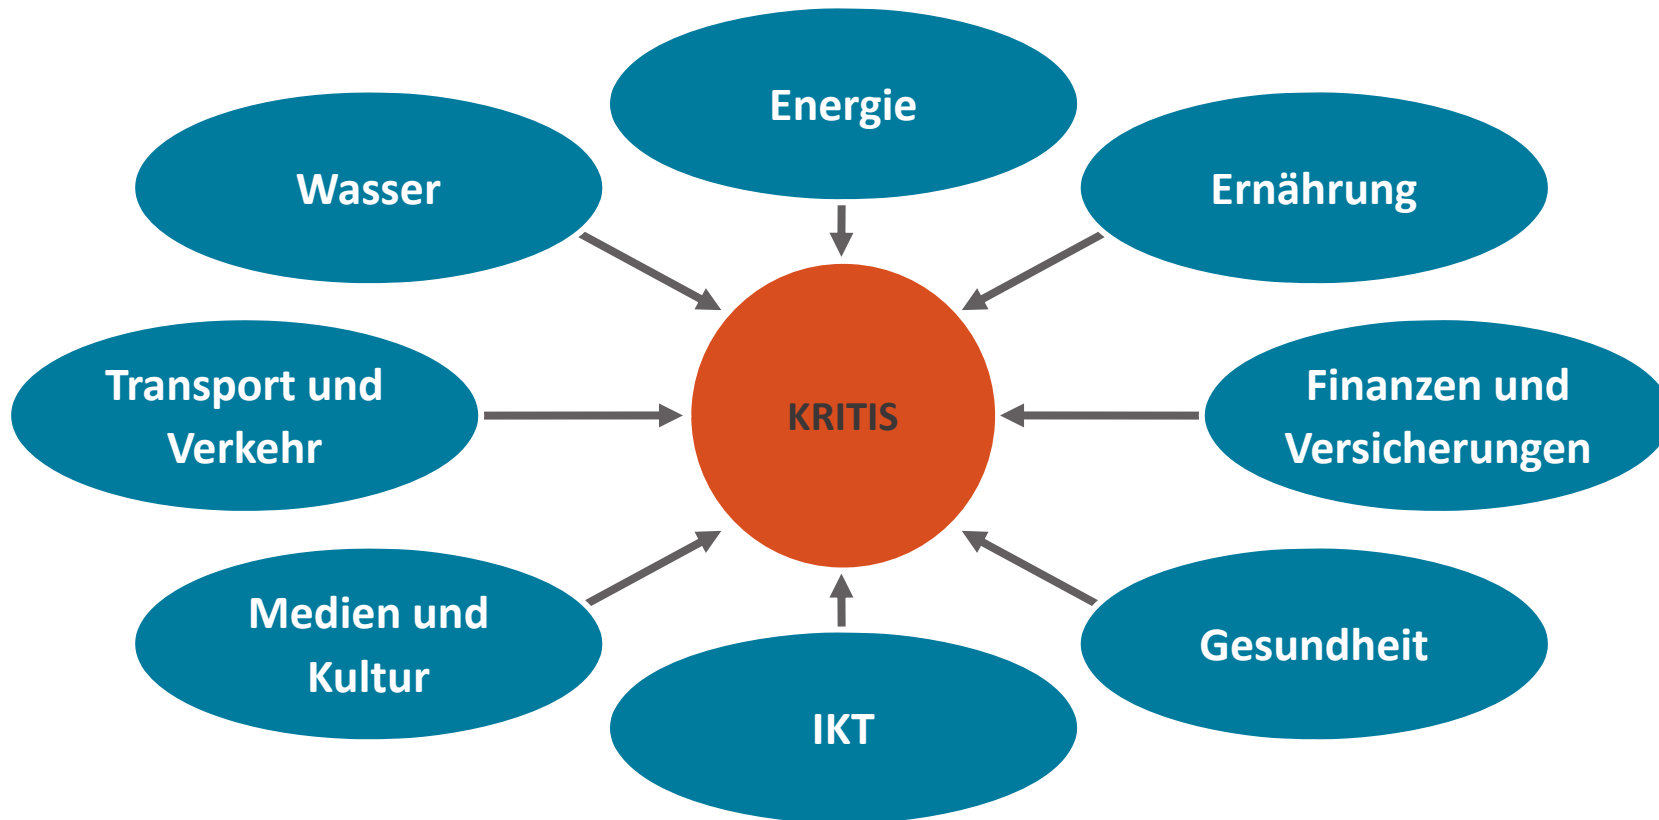 Energie
Wasser
Ernährung
Transport und
Verkehr
KRITIS
Finanzen und
Versicherungen
Medien und
Kultur
Gesundheit
IKT